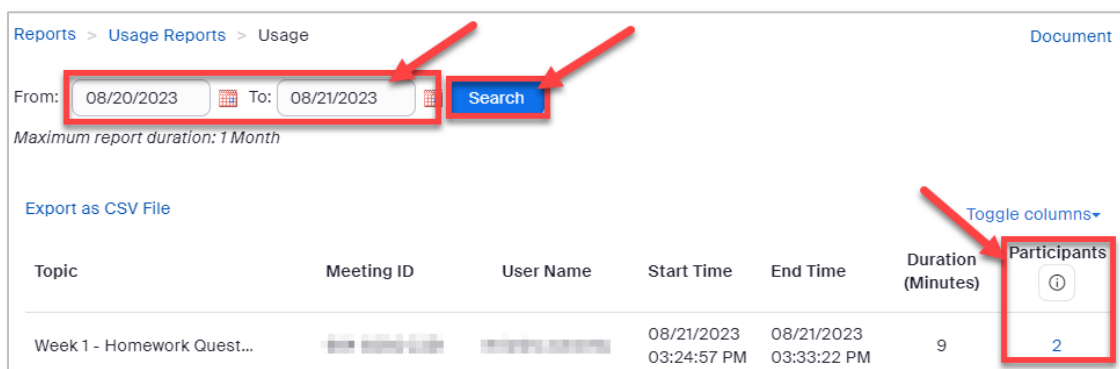 Reports > Usage Reports > Usage Document
From: 08/20/2023 To: 08/21/2023 Search
Maximum report duration: 1 Month
Export as CSV File Toggle columns
Topic Meeting ID User Name Start Time End Time Duration (Minutes) Participants
Week 1 - Homework Quest... 08/21/2023 03:24:57 PM 08/21/2023 03:33:22 PM 9 2